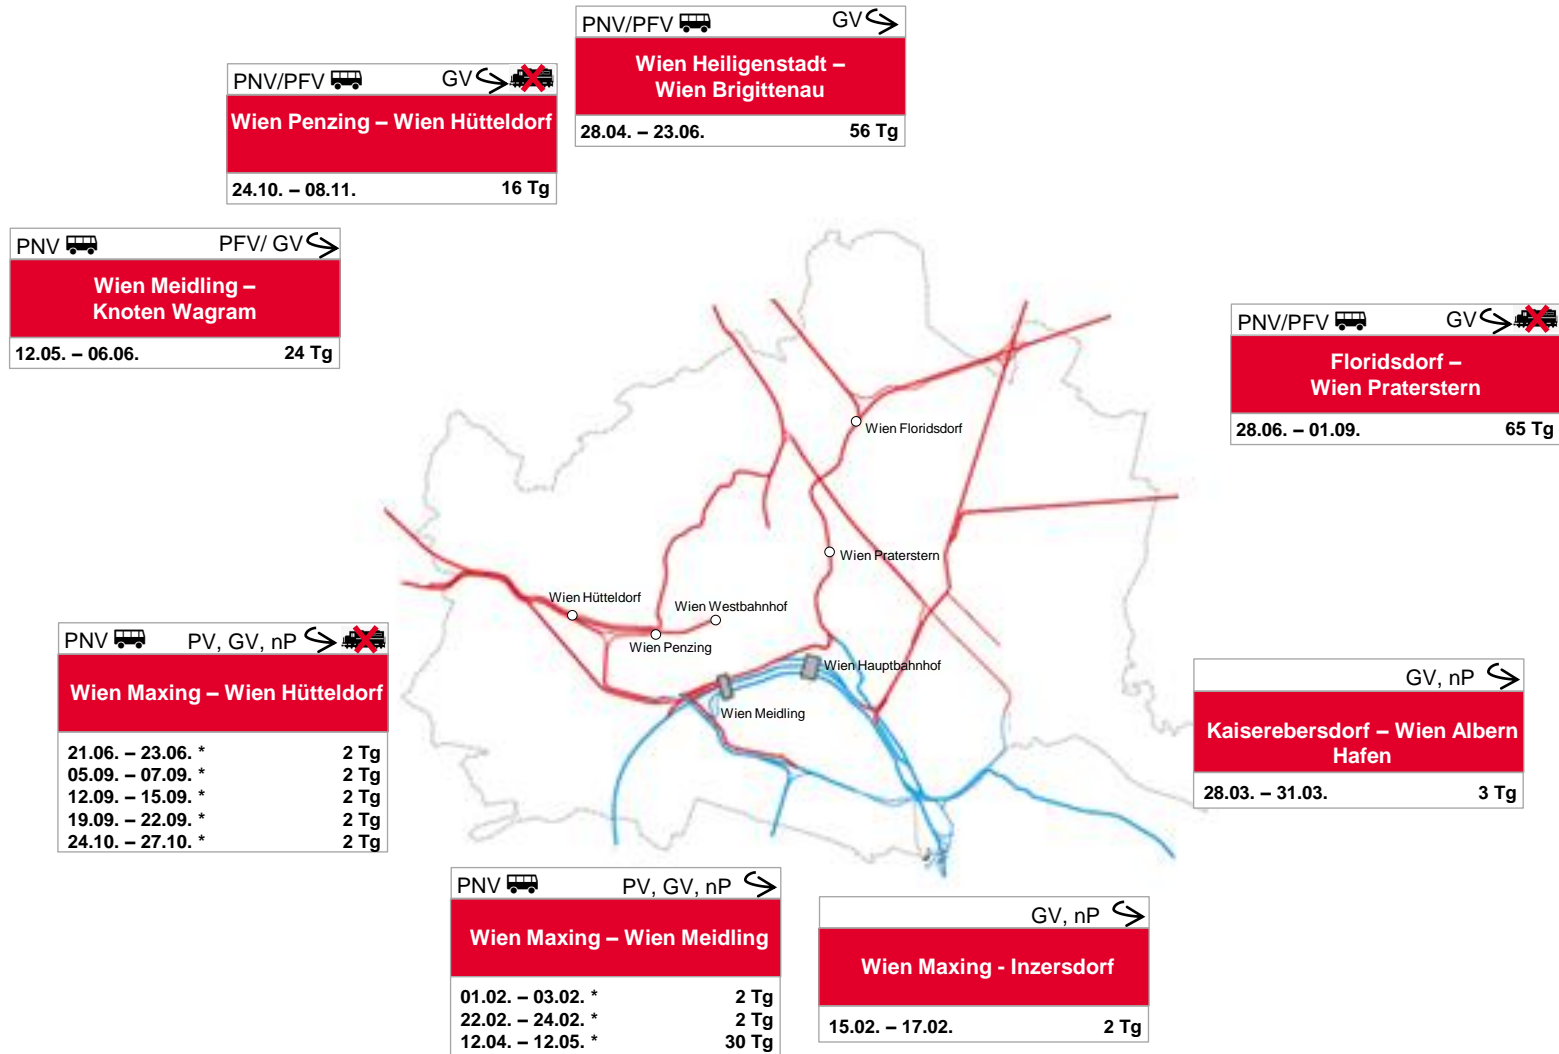 PNV/PFV GV
Wien Heiligenstadt –
Wien Brigittenau
28.04. – 23.06. 56 Tg
PNV/PFV GV
Wien Penzing – Wien Hütteldorf
24.10. – 08.11. 16 Tg
PNV PFV/ GV
Wien Meidling –
Knoten Wagram
12.05. – 06.06. 24 Tg
PNV/PFV GV
Floridsdorf –
Wien Praterstern
28.06. – 01.09. 65 Tg
Wien Floridsdorf
Wien Praterstern
Wien Hütteldorf
Wien Westbahnhof
Wien Penzing
Wien Hauptbahnhof
Wien Meidling
PNV PV, GV, nP
Wien Maxing – Wien Hütteldorf
21.06. – 23.06. * 2 Tg
05.09. – 07.09. * 2 Tg
12.09. – 15.09. * 2 Tg
19.09. – 22.09. * 2 Tg
24.10. – 27.10. * 2 Tg
GV, nP
Kaiserebersdorf – Wien Albern
Hafen
28.03. – 31.03. 3 Tg
PNV PV, GV, nP
Wien Maxing – Wien Meidling
01.02. – 03.02. * 2 Tg
22.02. – 24.02. * 2 Tg
12.04. – 12.05. * 30 Tg
GV, nP
Wien Maxing - Inzersdorf
15.02. – 17.02. 2 Tg